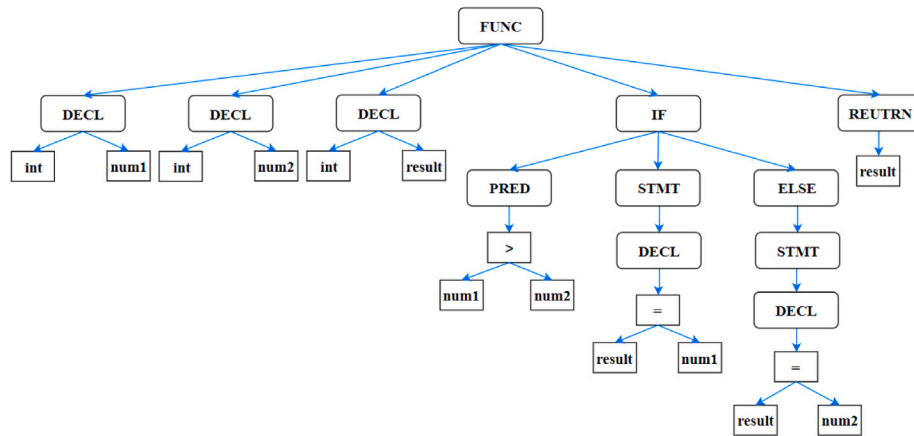 FUNC
DECL DECL DECL IF REUTRN
int num1 int num2 int result result
PRED STMT ELSE
> DECL STMT
num1 num2
= DECL
result num1
=
result num2